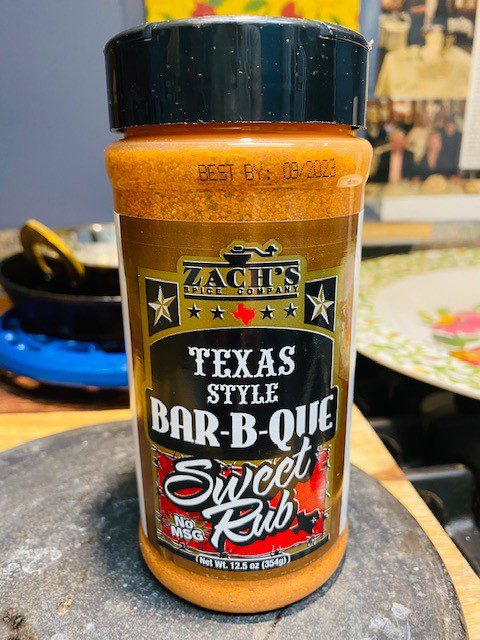 BEST BY: 09/2023
ZACH'S
SPICE COMPANY
TEXAS
STYLE
BAR-B-QUE
Sweet
Rub
No
MSG
Net Wt. 12.5 oz (354g)